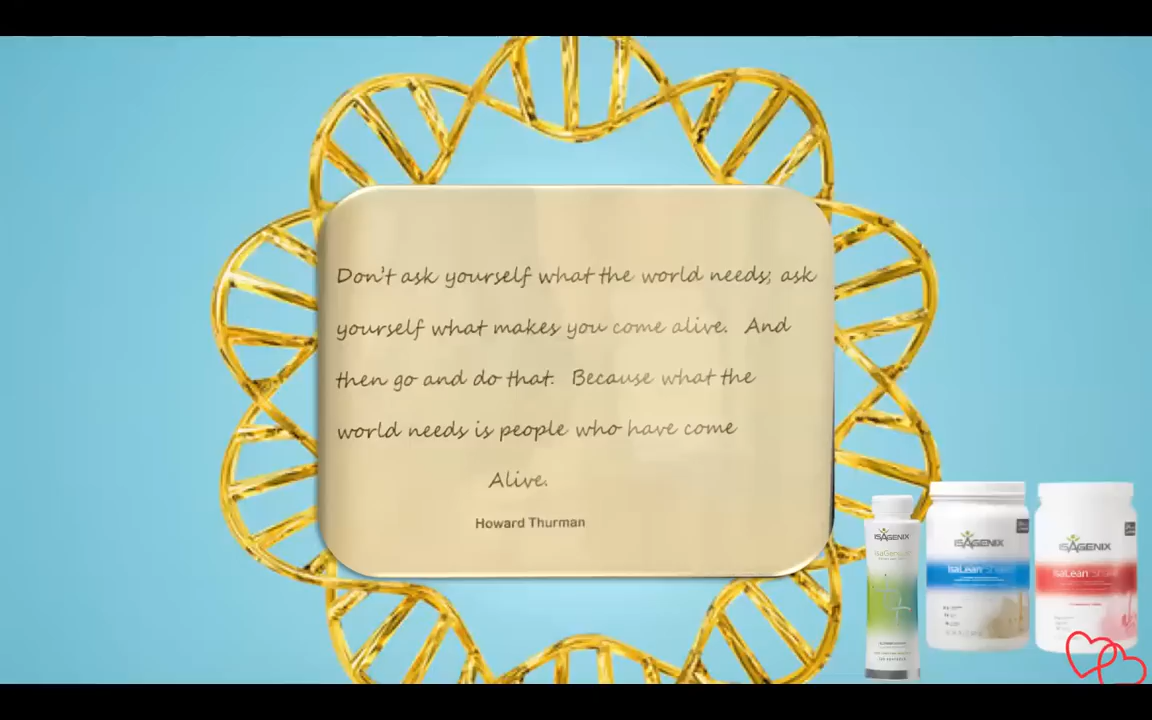 Don't ask yourself what the world needs; ask
yourself what makes you come alive. And
then go and do that. Because what the
world needs is people who have come
Alive.
Howard Thurman
ISAGENIX
ISAGENIX
IsaLean Shake
ISAGENIX
IsaLean Shake